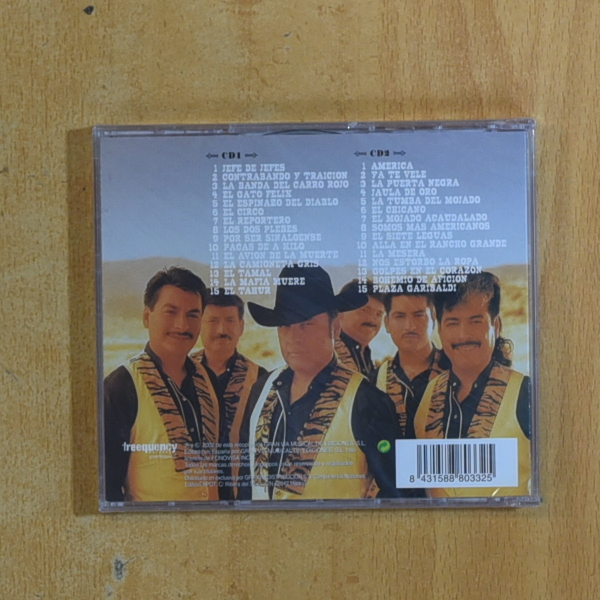 CD1
1 JEFE DE JEFES
2 CONTRABANDO Y TRAICION
3 LA BANDA DEL CARRO ROJO
4 EL GATO FELIX
5 EL ESPINAZO DEL DIABLO
6 EL CIRCO
7 EL REPORTERO
8 LOS DOS PLEBES
9 POR SER SINALOENSE
10 PACAS DE A KILO
11 EL AVION DE LA MUERTE
12 LA CAMIONETA GRIS
13 EL TAMAL
14 LA MAFIA MUERE
15 EL TAHUR
CD2
1 AMERICA
2 YA TE VELE
3 LA PUERTA NEGRA
4 JAULA DE ORO
5 LA TUMBA DEL MOJADO
6 EL CHICANO
7 EL MOJADO ACAUDALADO
8 SOMOS MAS AMERICANOS
9 EL SIETE LEGUAS
10 ALLA EN EL RANCHO GRANDE
11 LA MESERA
12 NOS ESTORBO LA ROPA
13 GOLPES EN EL CORAZON
14 BOHEMIO DE AFICION
15 PLAZA GARIBALDI
freequency
8 431588 803325